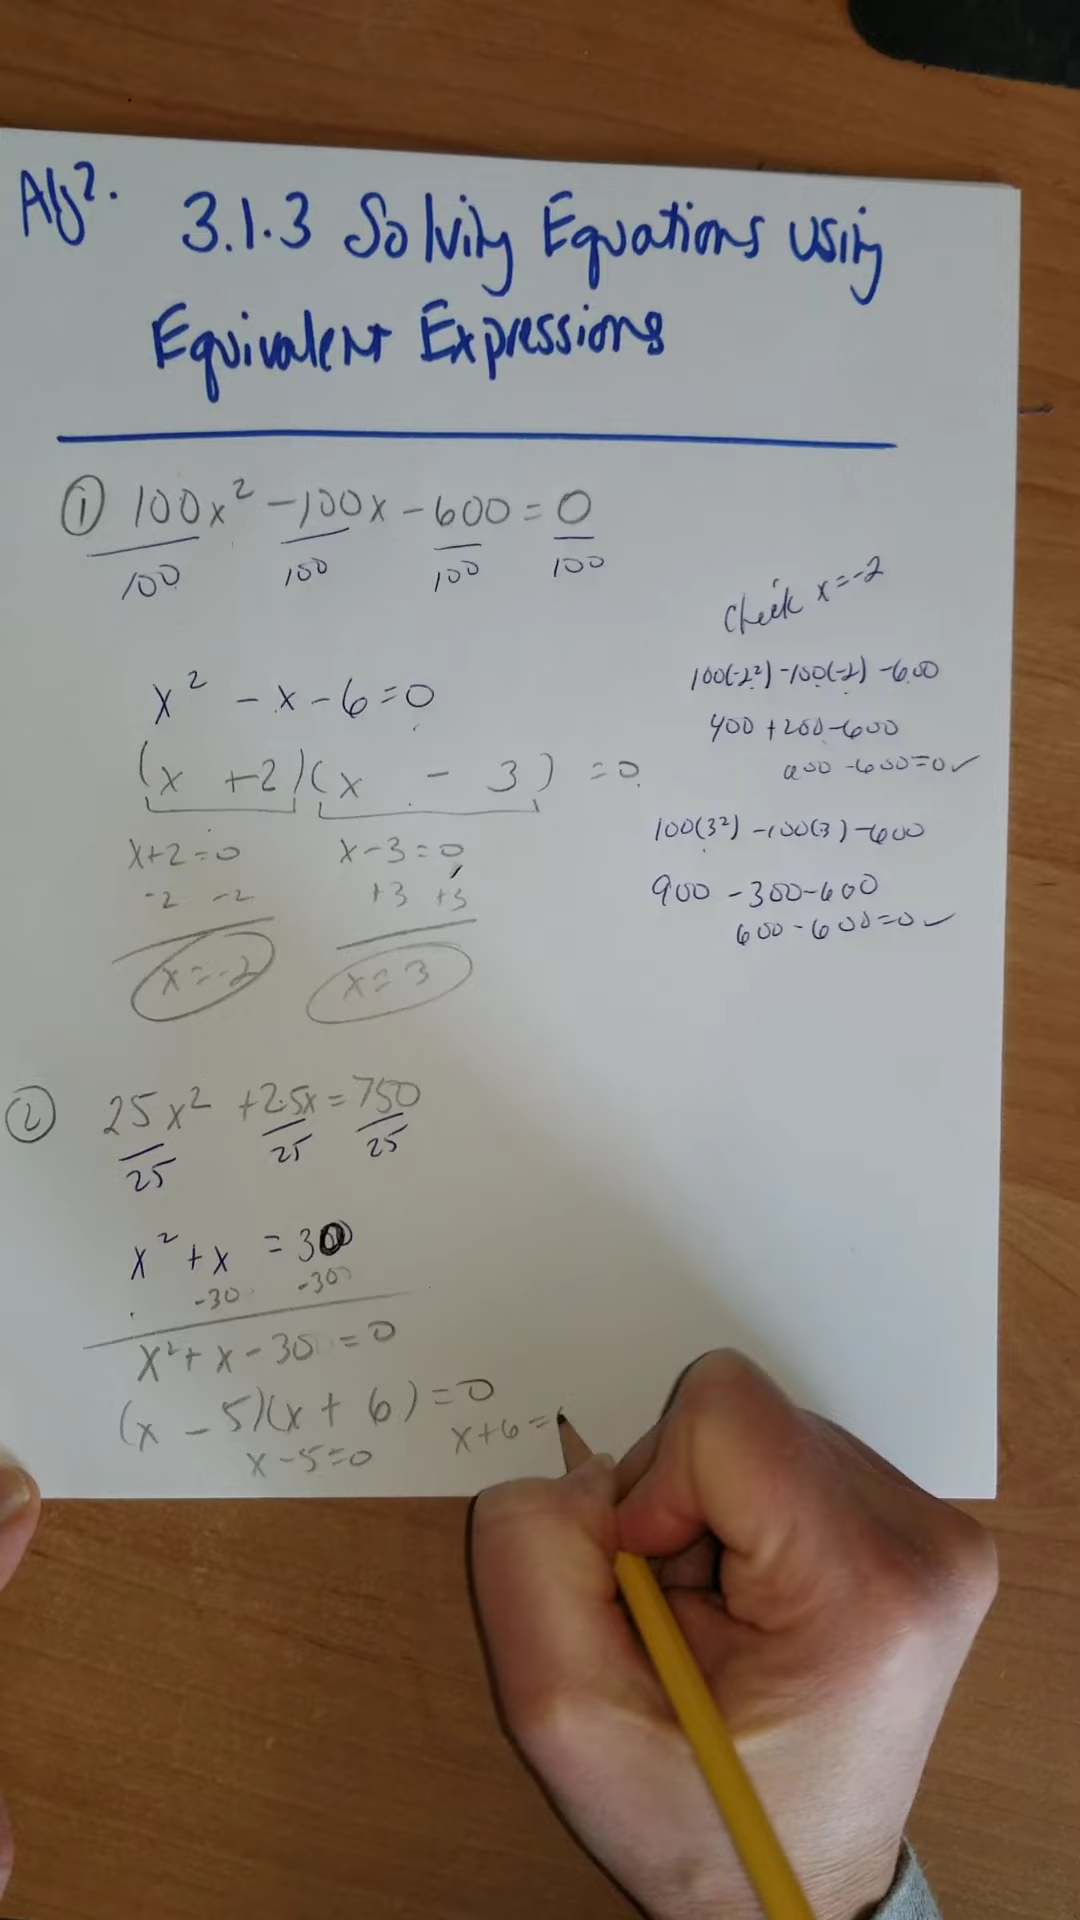 Alg 2. 3.1.3 Solving Equations using
Equivalent Expressions
① 100x² - 100x - 600 = 0
100 100 100 100
x² - x - 6 = 0
(x + 2)(x - 3) = 0
x+2=0 x-3=0
-2 -2 +3 +3
x=-2 x=3
Check x=-2
100(-2²) -100(-2) -600
400 +200-600
600 -600=0✓
100(3²) -100(3) -600
900 -300-600
600-600=0✓
② 25x² +25x = 750
25 25 25
x² + x = 30
-30 -30
x² + x - 30 = 0
(x - 5)(x + 6) = 0
x-5=0 x+6=